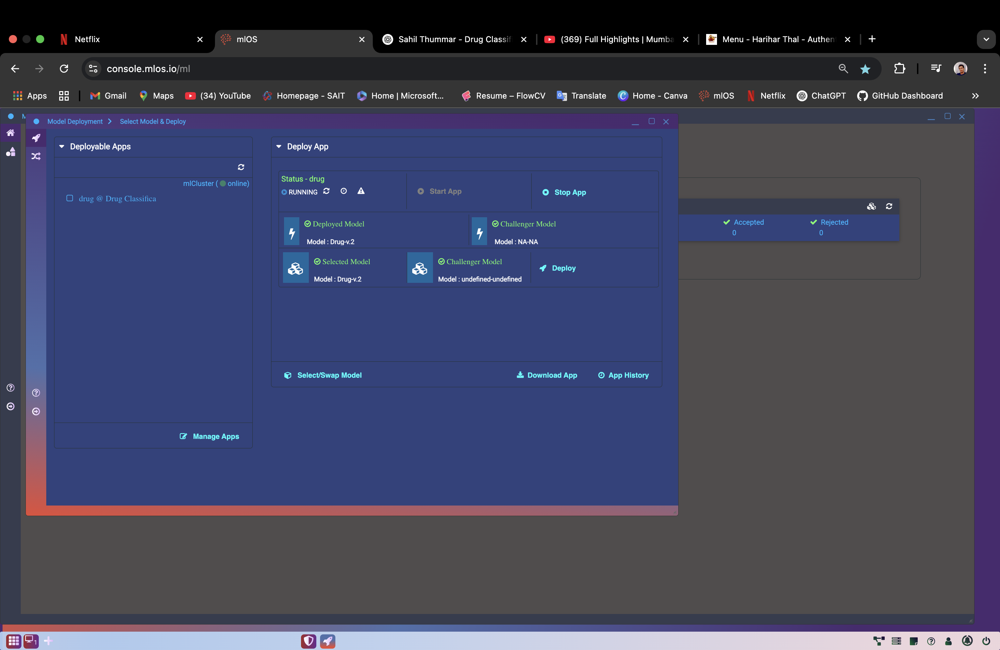 Netflix
mlOS
Sahil Thummar - Drug Classif
(369) Full Highlights | Mumba
Menu - Harihar Thal - Authen
console.mlos.io/ml
Apps
Gmail
Maps
(34) YouTube
Homepage - SAIT
Home | Microsoft...
Resume – FlowCV
Translate
Home - Canva
mlOS
Netflix
ChatGPT
GitHub Dashboard
M
Model Deployment
Select Model & Deploy
Deployable Apps
mlCluster ( online)
drug @ Drug Classifica
Manage Apps
Deploy App
Status - drug
RUNNING
Start App
Stop App
Deployed Model
Model : Drug-v.2
Challenger Model
Model : NA-NA
Selected Model
Model : Drug-v.2
Challenger Model
Model : undefined-undefined
Deploy
Select/Swap Model
Download App
App History
Accepted
0
Rejected
0
1